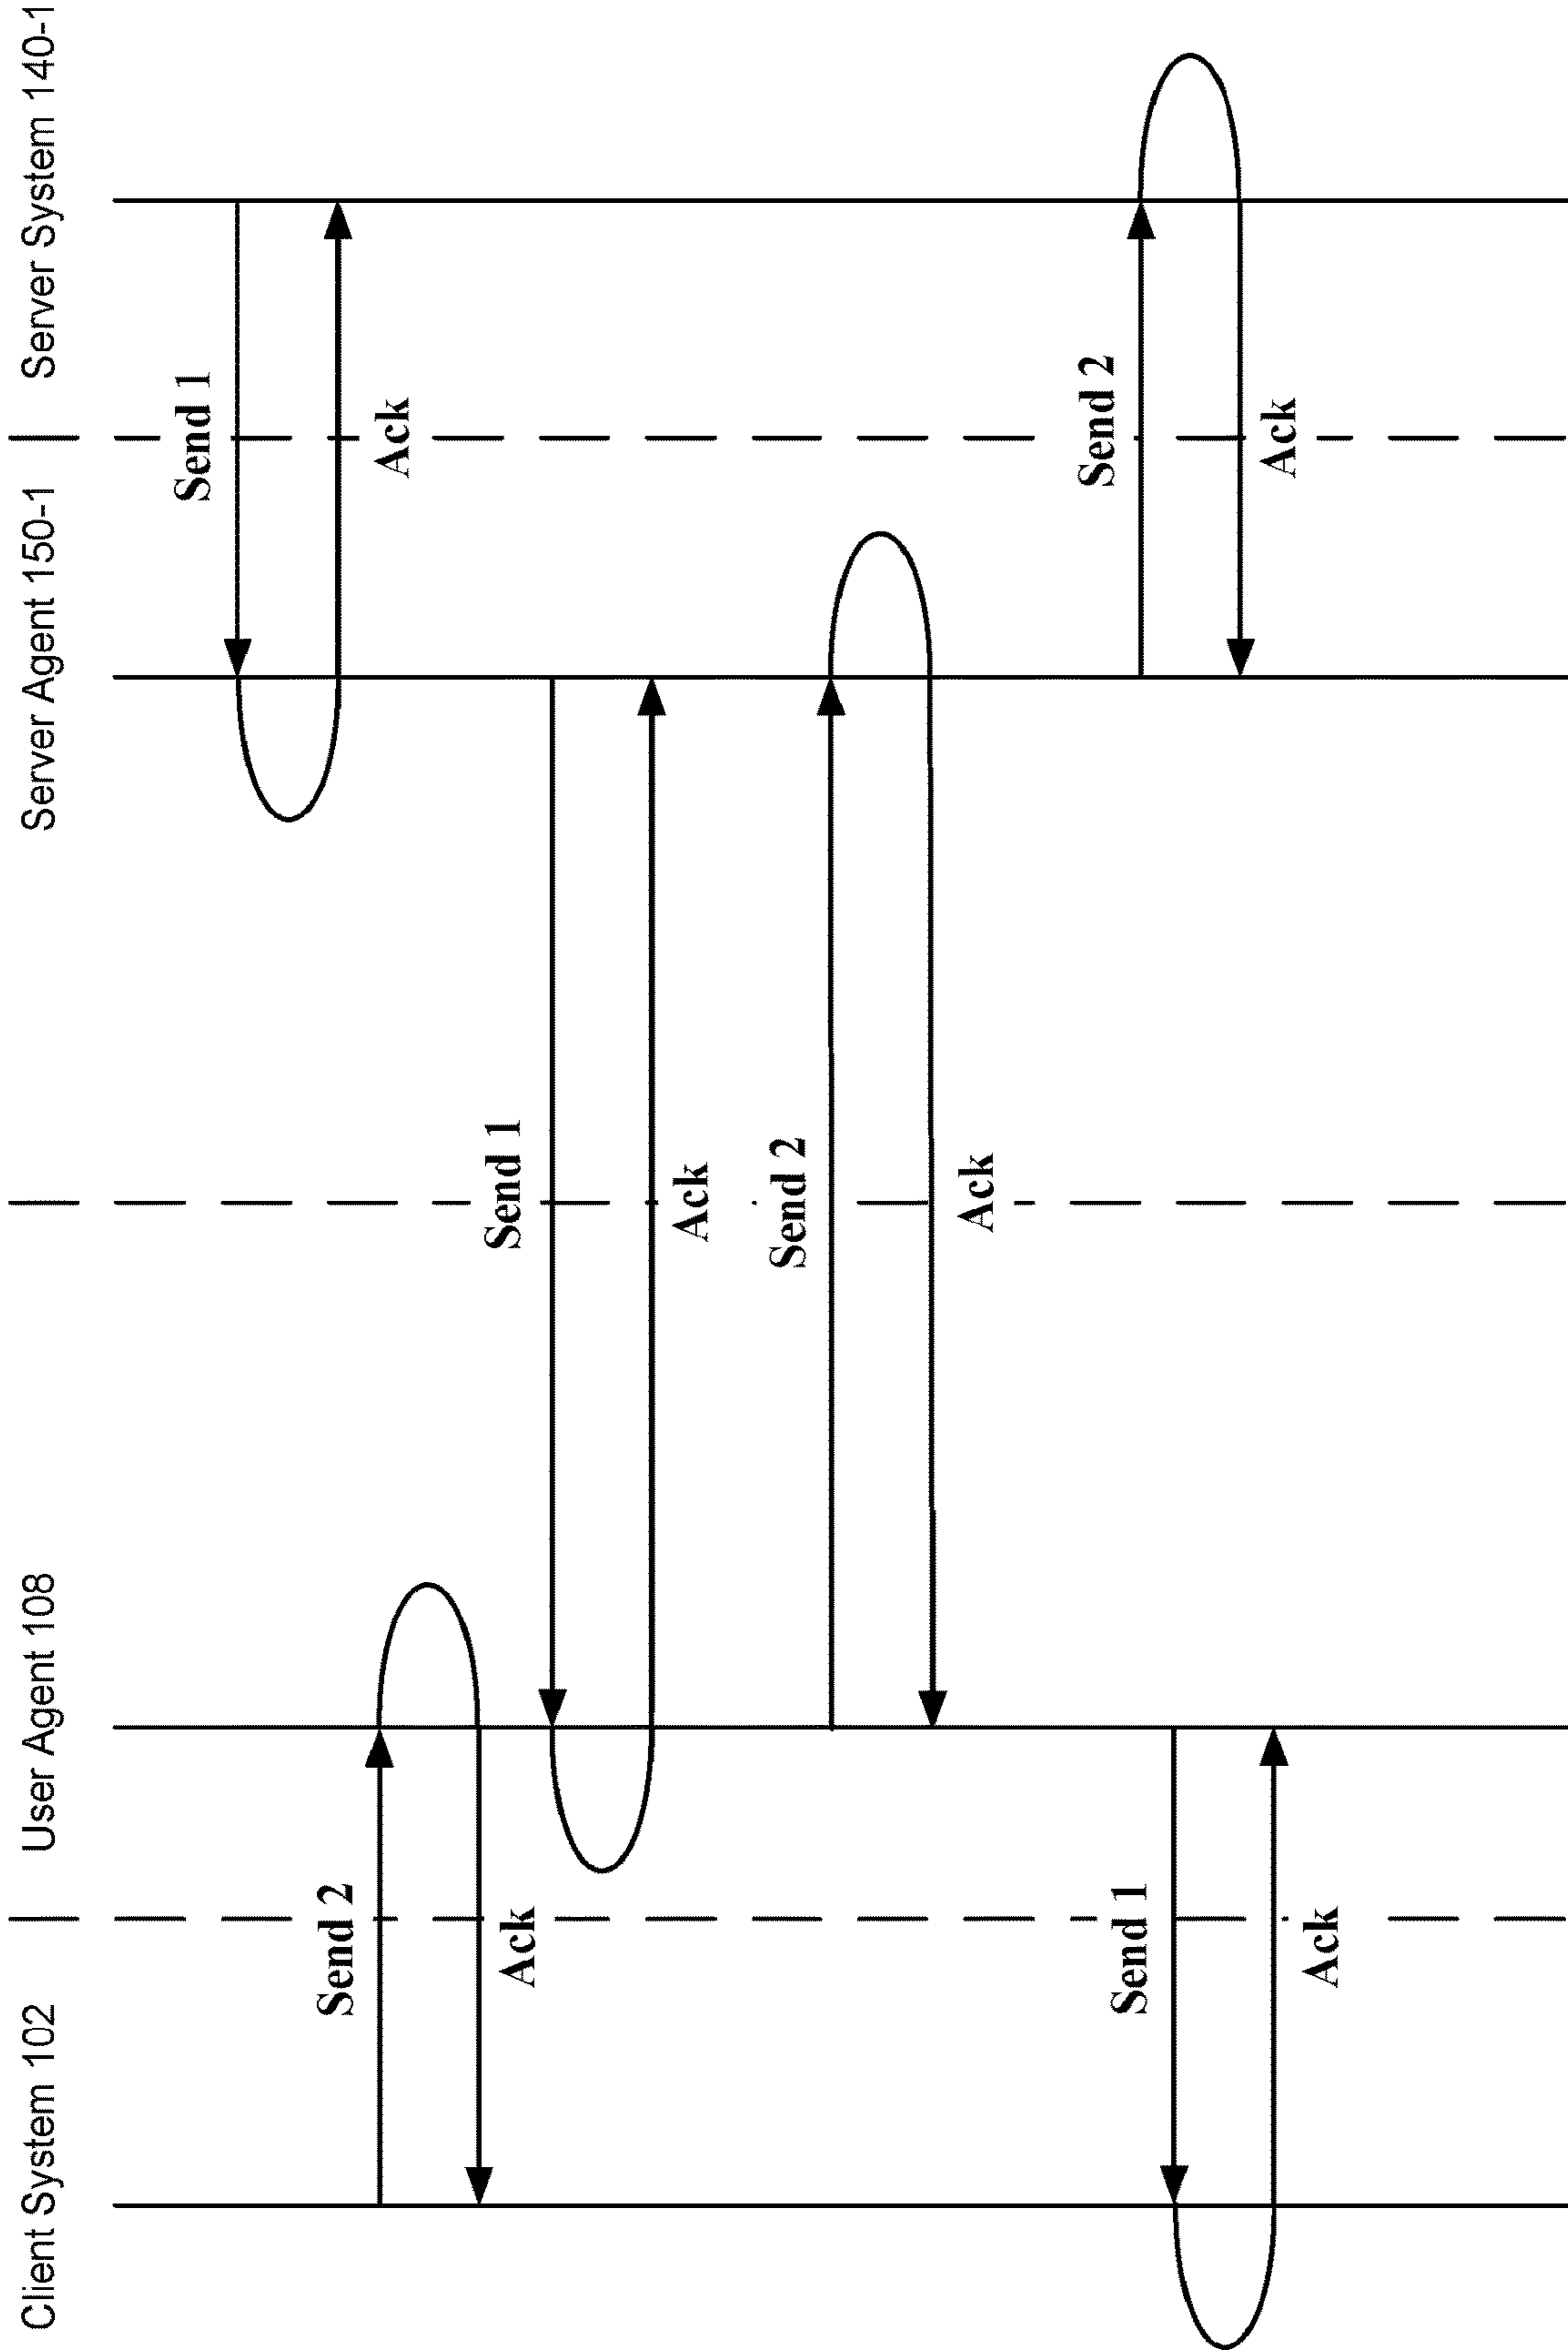 Client System 102
User Agent 108
Server Agent 150-1
Server System 140-1
Send 1
Send 2
Ack
Send 1
Ack
Ack
Send 2
Ack
Send 2
Send 1
Ack
Ack